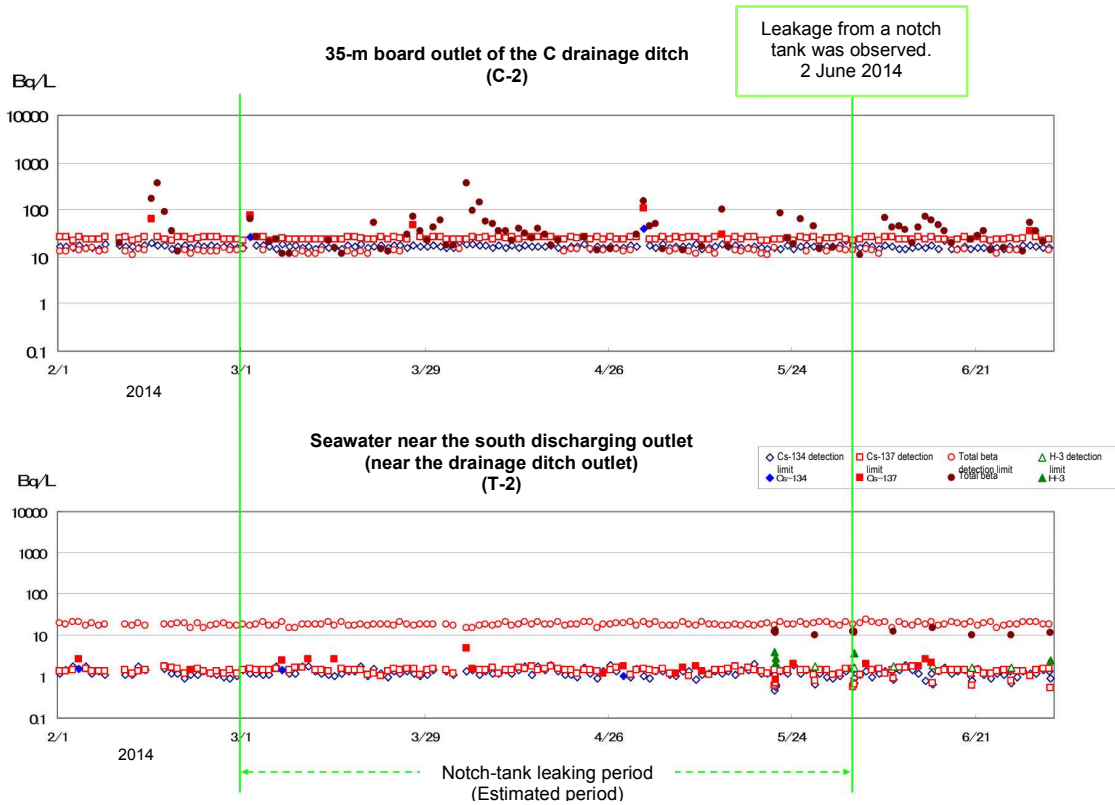 Leakage from a notch
tank was observed.
2 June 2014
35-m board outlet of the C drainage ditch
(C-2)
Bq/L
10000
1000
100
10
1
0.1
2/1
3/1
3/29
4/26
5/24
6/21
2014
Seawater near the south discharging outlet
(near the drainage ditch outlet)
(T-2)
Cs-134 detection limit
Cs-137 detection limit
Total beta detection limit
H-3 detection limit
Cs-134
Cs-137
Total beta
H-3
Bq/L
10000
1000
100
10
1
0.1
2/1
3/1
3/29
4/26
5/24
6/21
2014
Notch-tank leaking period
(Estimated period)